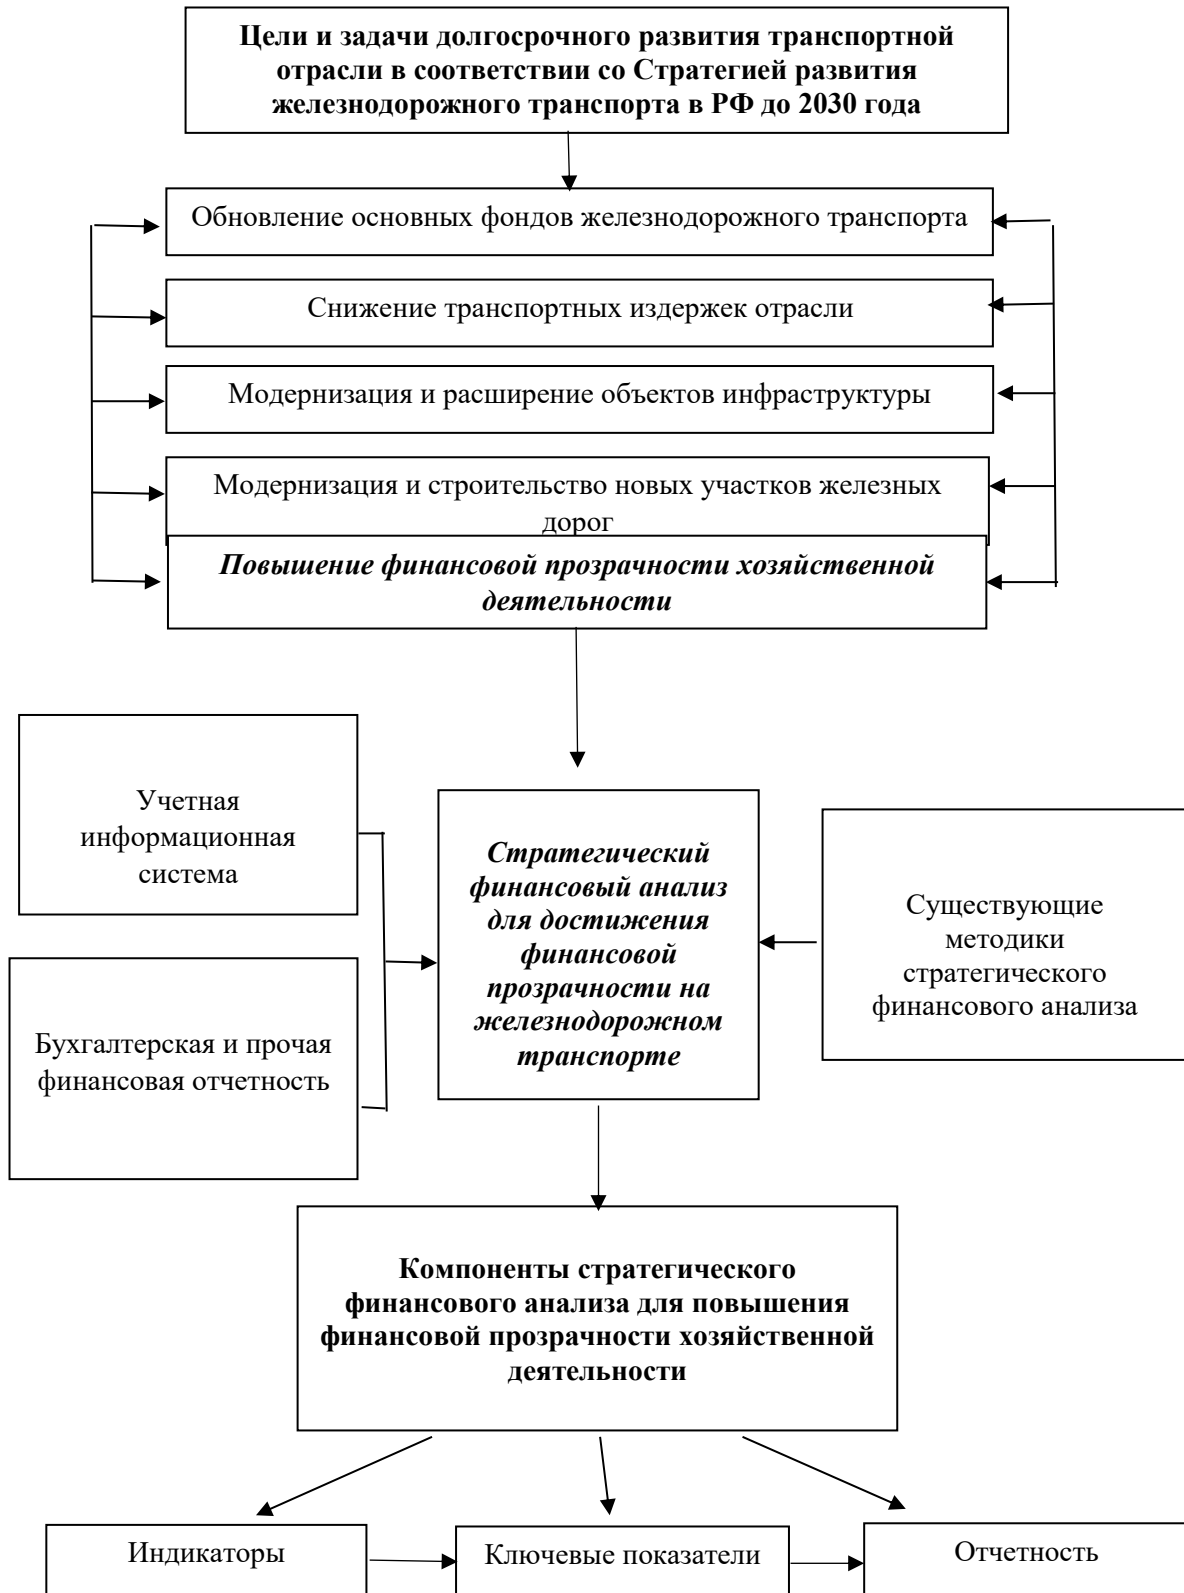 Цели и задачи долгосрочного развития транспортной
отрасли в соответствии со Стратегией развития
железнодорожного транспорта в РФ до 2030 года
Обновление основных фондов железнодорожного транспорта
Снижение транспортных издержек отрасли
Модернизация и расширение объектов инфраструктуры
Модернизация и строительство новых участков железных
дорог
Повышение финансовой прозрачности хозяйственной
деятельности
Учетная
информационная
система
Бухгалтерская и прочая
финансовая отчетность
Стратегический
финансовый анализ
для достижения
финансовой
прозрачности на
железнодорожном
транспорте
Существующие
методики
стратегического
финансового анализа
Компоненты стратегического
финансового анализа для повышения
финансовой прозрачности хозяйственной
деятельности
Индикаторы
Ключевые показатели
Отчетность